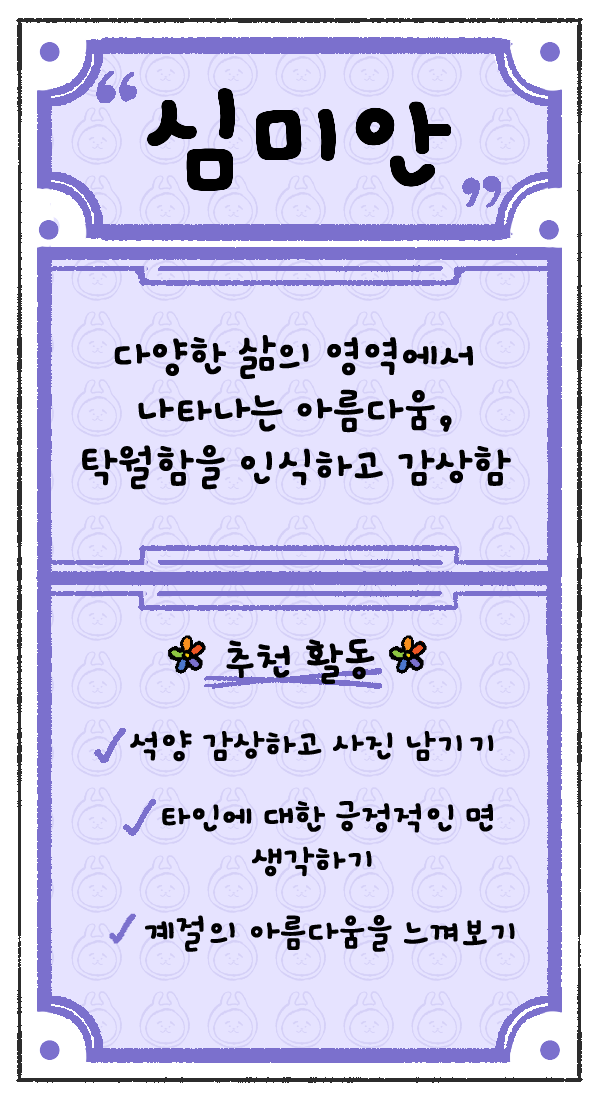 “심미안”
다양한 삶의 영역에서
나타나는 아름다움,
탁월함을 인식하고 감상함
추천 활동
석양 감상하고 사진 남기기
타인에 대한 긍정적인 면
생각하기
계절의 아름다움을 느껴보기